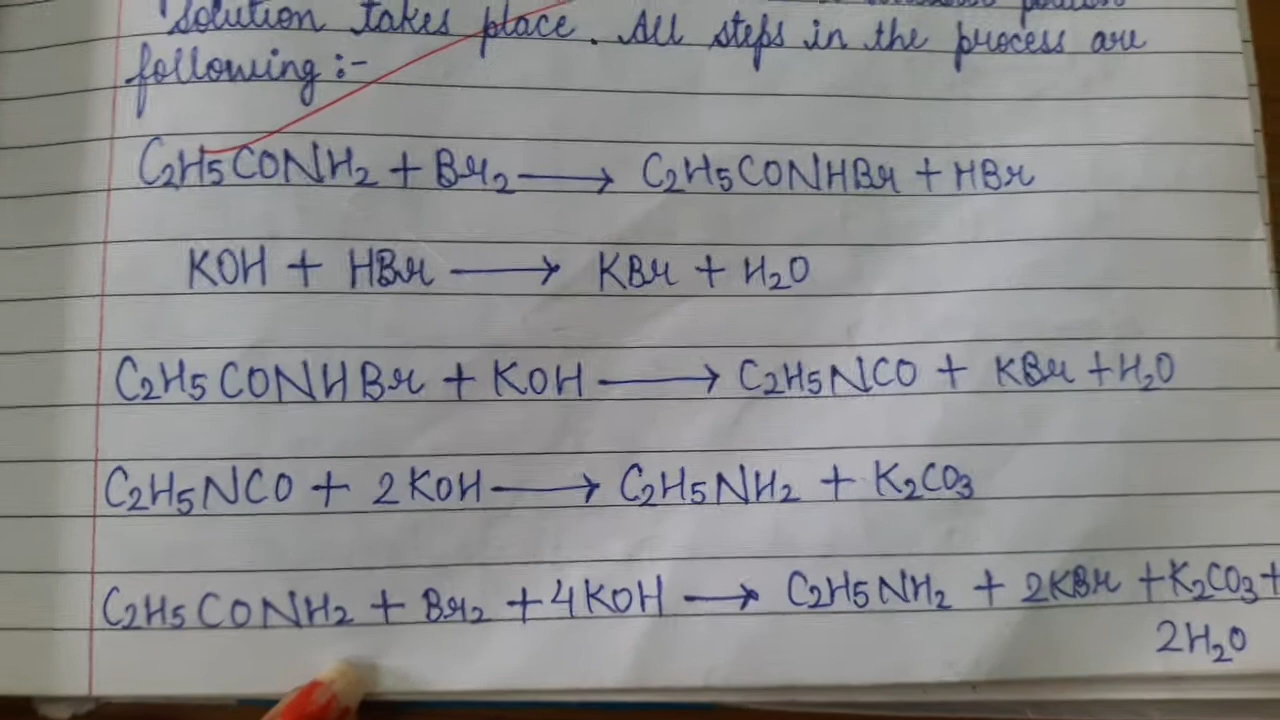 solution takes place. All steps in the process are
following :-
C2H5CONH2 + Br2 → C2H5CONHBr + HBr
KOH + HBr → KBr + H2O
C2H5CONHBr + KOH → C2H5NCO + KBr + H2O
C2H5NCO + 2KOH → C2H5NH2 + K2CO3
C2H5CONH2 + Br2 + 4KOH → C2H5NH2 + 2KBr + K2CO3 +
2H2O